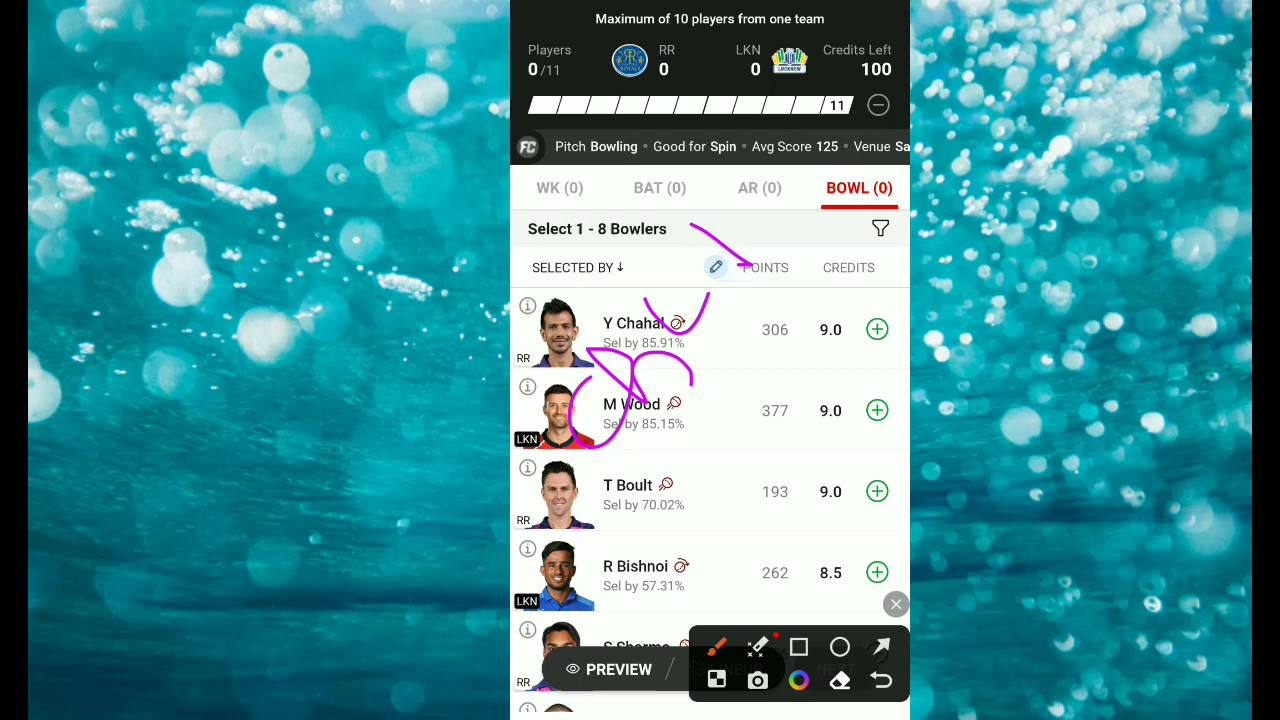 Maximum of 10 players from one team
Players RR LKN Credits Left
0/11 0 0 100
11
FC Pitch Bowling • Good for Spin • Avg Score 125 • Venue Sa
WK (0) BAT (0) AR (0) BOWL (0)
Select 1 - 8 Bowlers
SELECTED BY ↓ POINTS CREDITS
Y Chahal 306 9.0
Sel by 85.91%
RR
M Wood 377 9.0
Sel by 85.15%
LKN
T Boult 193 9.0
Sel by 70.02%
RR
R Bishnoi 262 8.5
Sel by 57.31%
LKN
S Sharma
RR
PREVIEW / LINEUP NEXT